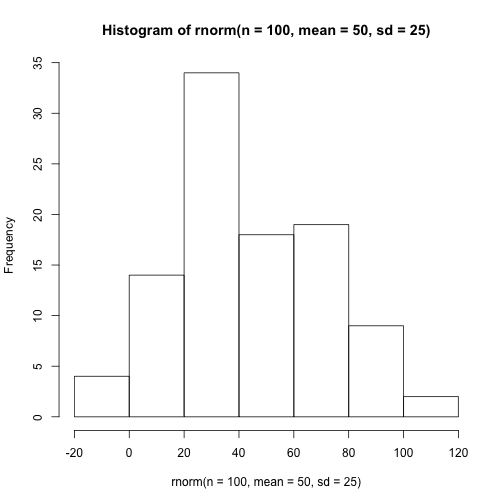 Histogram of rnorm(n = 100, mean = 50, sd = 25)
35
30
25
20
15
10
5
0
Frequency
-20 0 20 40 60 80 100 120
rnorm(n = 100, mean = 50, sd = 25)